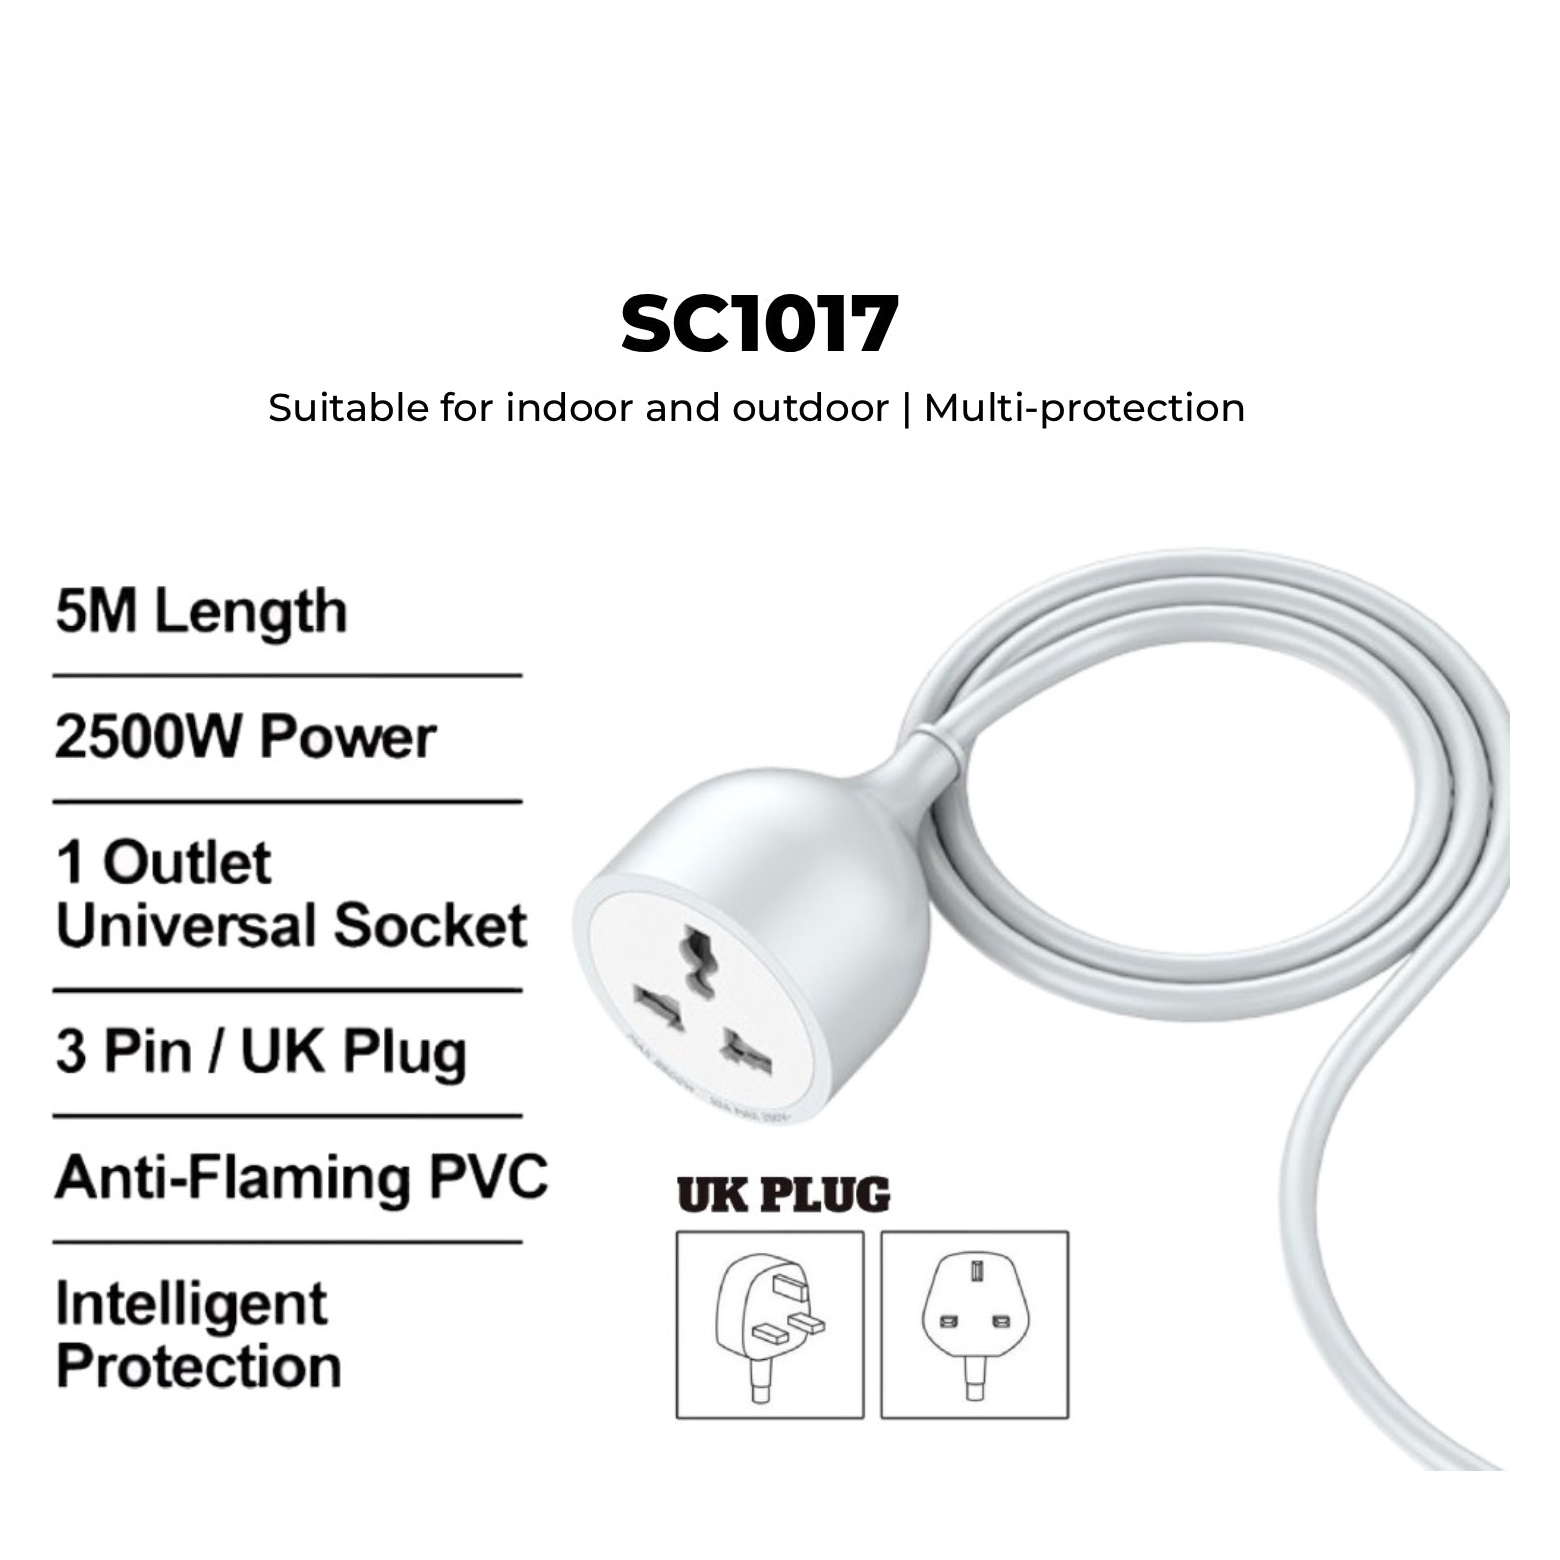 SC1017
Suitable for indoor and outdoor | Multi-protection
5M Length
2500W Power
1 Outlet
Universal Socket
3 Pin / UK Plug
Anti-Flaming PVC
Intelligent
Protection
UK PLUG